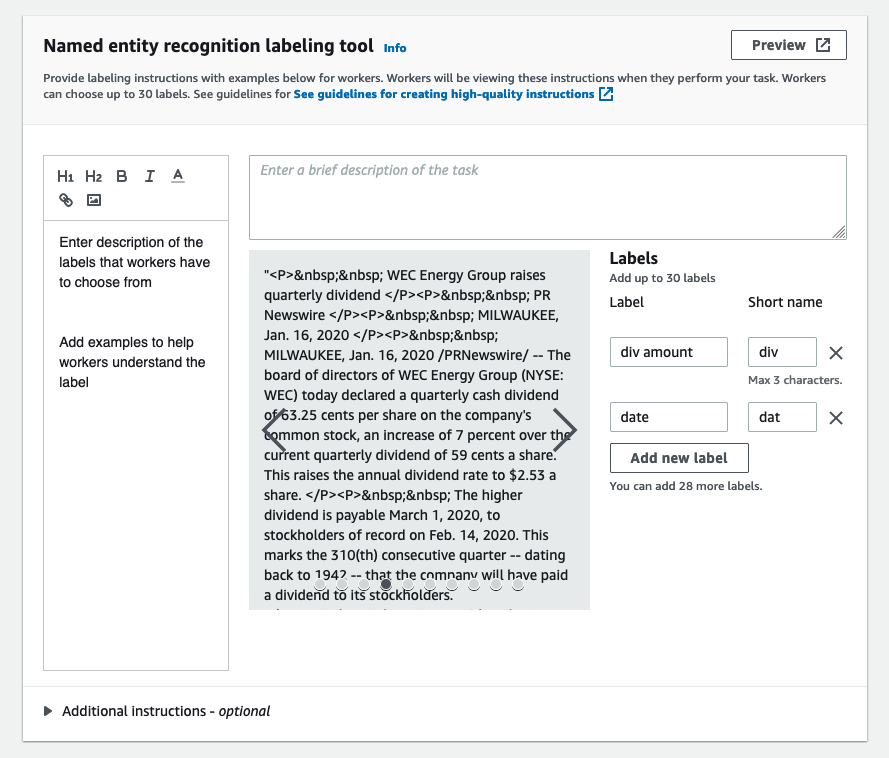 Named entity recognition labeling tool Info
Preview
Provide labeling instructions with examples below for workers. Workers will be viewing these instructions when they perform your task. Workers
can choose up to 30 labels. See guidelines for See guidelines for creating high-quality instructions
H1 H2 B I A
Enter description of the
labels that workers have
to choose from
Add examples to help
workers understand the
label
Enter a brief description of the task
"<P>&nbsp;&nbsp; WEC Energy Group raises
quarterly dividend </P><P>&nbsp;&nbsp; PR
Newswire </P><P>&nbsp;&nbsp; MILWAUKEE,
Jan. 16, 2020 </P><P>&nbsp;&nbsp;
MILWAUKEE, Jan. 16, 2020 /PRNewswire/ -- The
board of directors of WEC Energy Group (NYSE:
WEC) today declared a quarterly cash dividend
of 63.25 cents per share on the company's
common stock, an increase of 7 percent over the
current quarterly dividend of 59 cents a share.
This raises the annual dividend rate to $2.53 a
share. </P><P>&nbsp;&nbsp; The higher
dividend is payable March 1, 2020, to
stockholders of record on Feb. 14, 2020. This
marks the 310(th) consecutive quarter -- dating
back to 1942 -- that the company will have paid
a dividend to its stockholders.
Labels
Add up to 30 labels
Label Short name
div amount div
Max 3 characters.
date dat
Add new label
You can add 28 more labels.
Additional instructions - optional